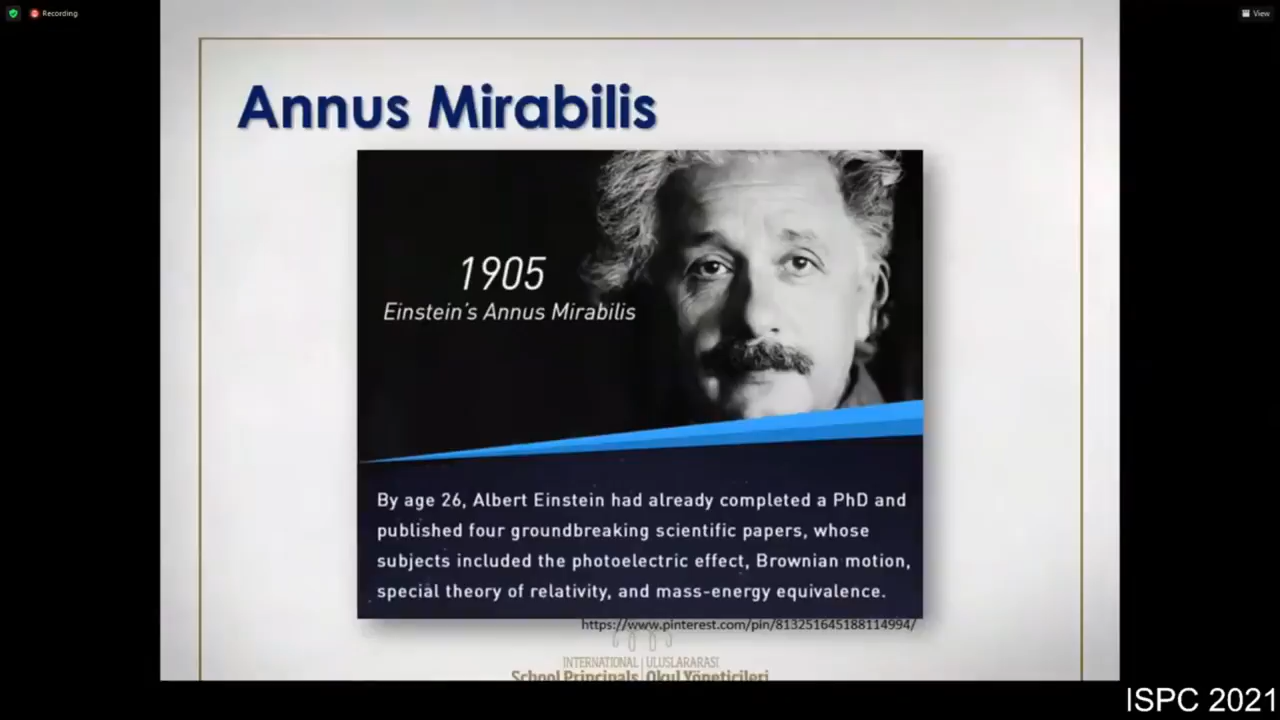 Recording
View
Annus Mirabilis
1905
Einstein's Annus Mirabilis
By age 26, Albert Einstein had already completed a PhD and
published four groundbreaking scientific papers, whose
subjects included the photoelectric effect, Brownian motion,
special theory of relativity, and mass-energy equivalence.
https://www.pinterest.com/pin/813251645188114994/
INTERNATIONAL | ULUSLARARASI
School Principals | Okul Yöneticileri
ISPC 2021